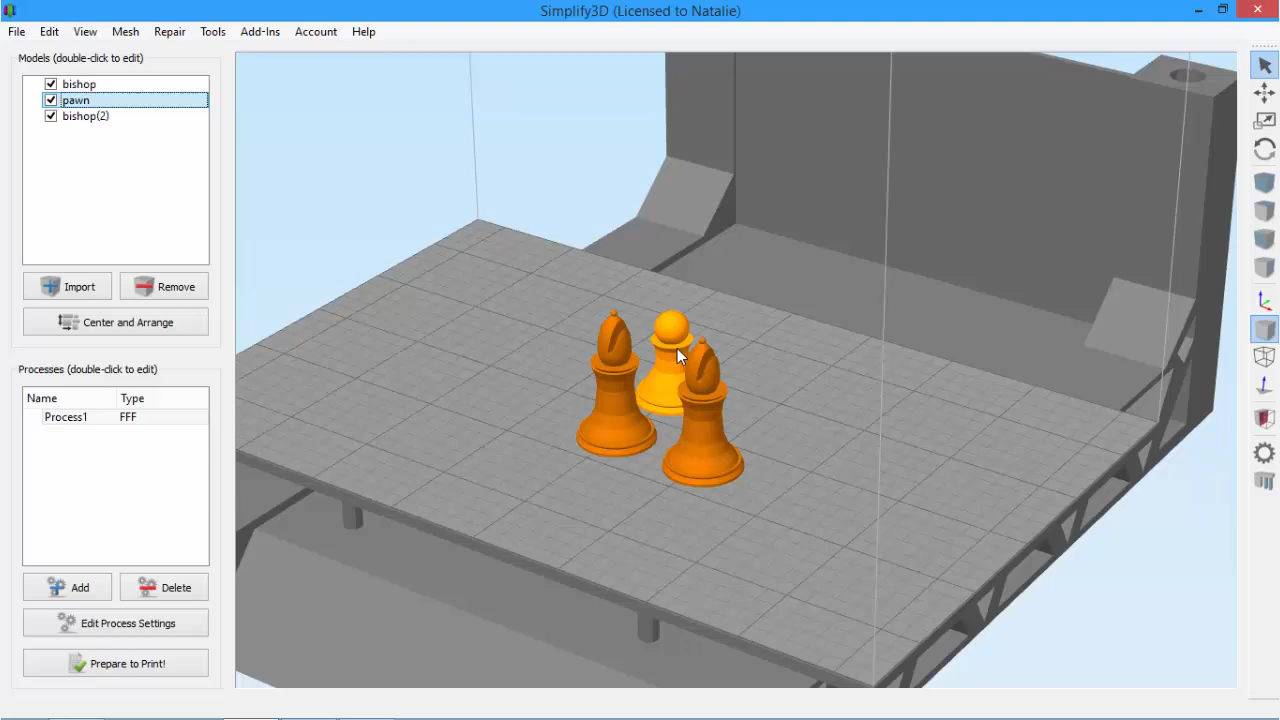 Simplify3D (Licensed to Natalie)
File Edit View Mesh Repair Tools Add-Ins Account Help
Models (double-click to edit)
bishop
pawn
bishop(2)
Import Remove
Center and Arrange
Processes (double-click to edit)
Name Type
Process1 FFF
Add Delete
Edit Process Settings
Prepare to Print!